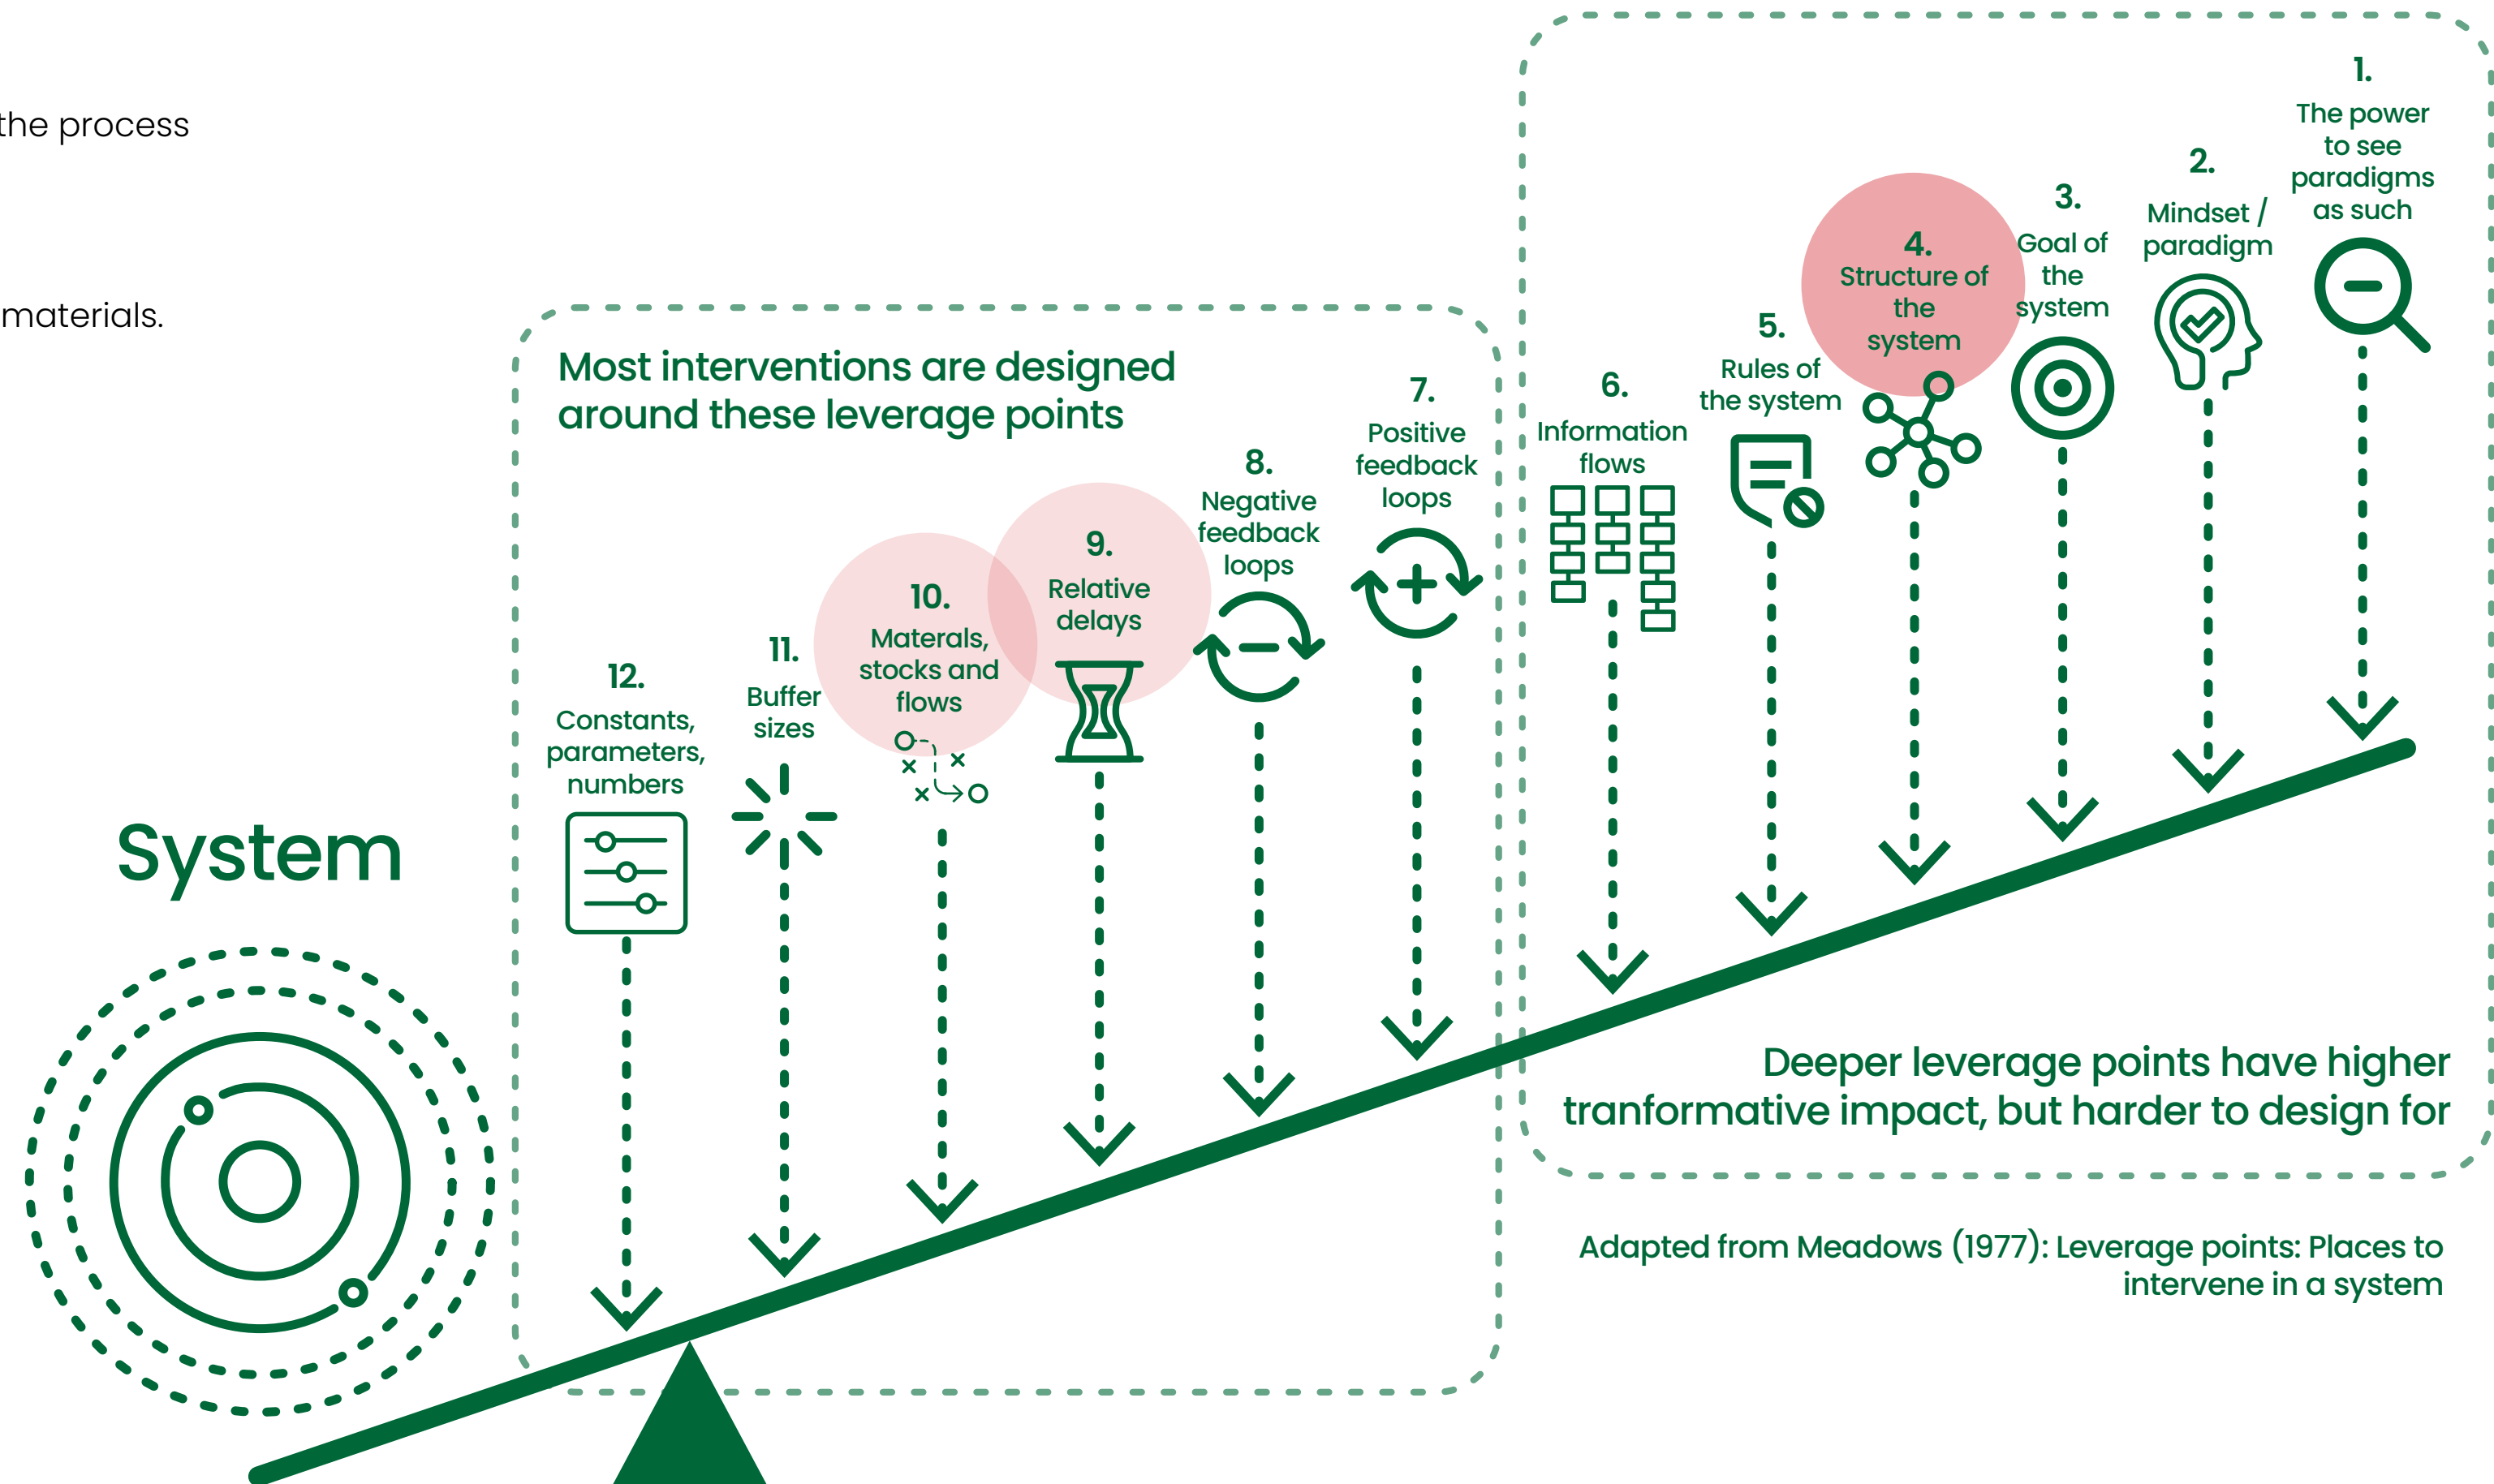 the process
materials.
System
Most interventions are designed
around these leverage points
12.
Constants,
parameters,
numbers
11.
Buffer
sizes
10.
Materals,
stocks and
flows
9.
Relative
delays
8.
Negative
feedback
loops
7.
Positive
feedback
loops
6.
Information
flows
5.
Rules of
the system
4.
Structure of
the
system
3.
Goal of
the
system
2.
Mindset /
paradigm
1.
The power
to see
paradigms
as such
Deeper leverage points have higher
tranformative impact, but harder to design for
Adapted from Meadows (1977): Leverage points: Places to
intervene in a system